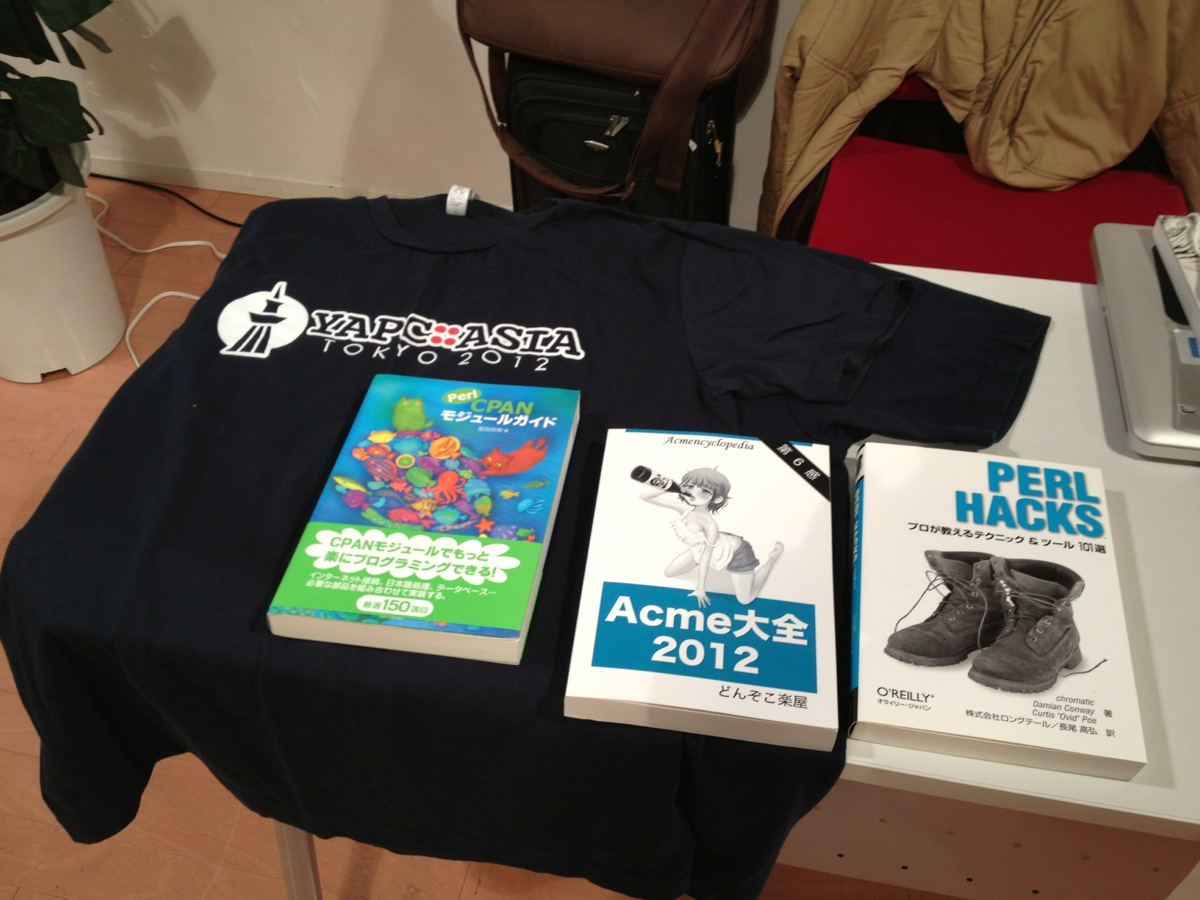 YAPC::ASIA
TOKYO 2012
Perl
CPAN
モジュールガイド
CPANモジュールでもっと
楽にプログラミングできる!
インターネット接続、日本語処理、データベース…
必要な部品を組み合わせて実装する。
厳選150項目
Acmencyclopedia
第6感
Acme大全
2012
どんぞこ楽屋
PERL
HACKS
プロが教えるテクニック & ツール 101選
O'REILLY
オライリー・ジャパン
chromatic
Damian Conway 著
Curtis "Ovid" Poe
株式会社ロングテール/長尾 高弘 訳